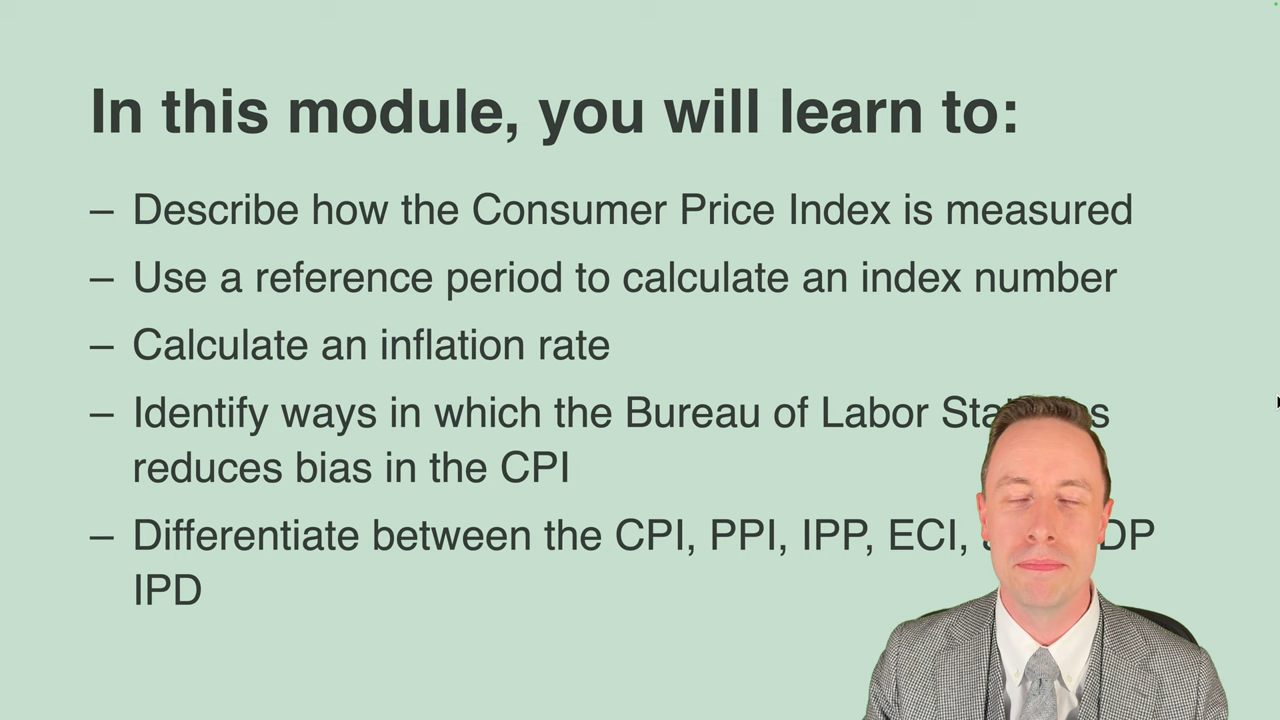 In this module, you will learn to:
– Describe how the Consumer Price Index is measured
– Use a reference period to calculate an index number
– Calculate an inflation rate
– Identify ways in which the Bureau of Labor
reduces bias in the CPI
– Differentiate between the CPI, PPI, IPP, ECI,
IPD